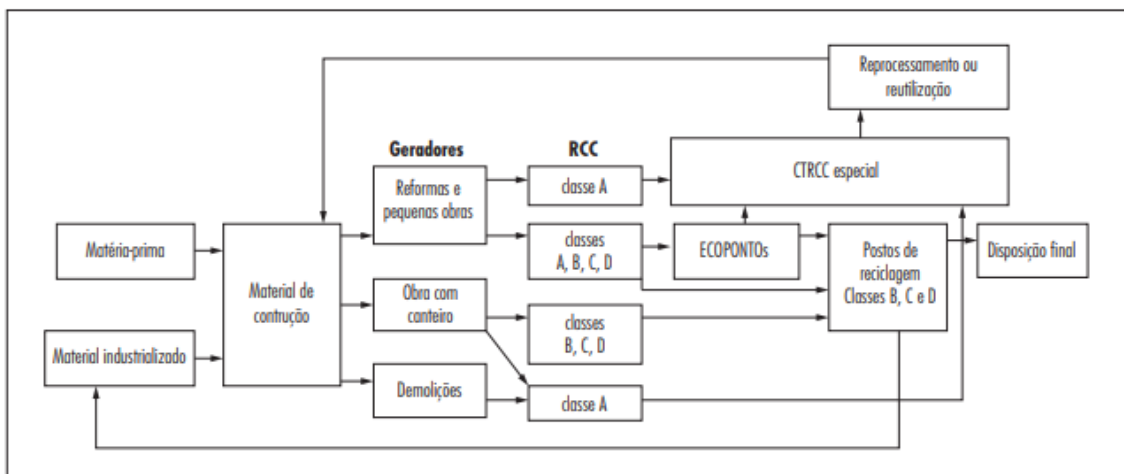 Reprocessamento ou
reutilização
Geradores
RCC
Reformas e
pequenas obras
classe A
CTRCC especial
Matéria-prima
classes
A, B, C, D
ECOPONTOs
Postos de
reciclagem
Classes B, C e D
Disposição final
Material de
contrução
Obra com
canteiro
classes
B, C, D
Material industrializado
Demolições
classe A